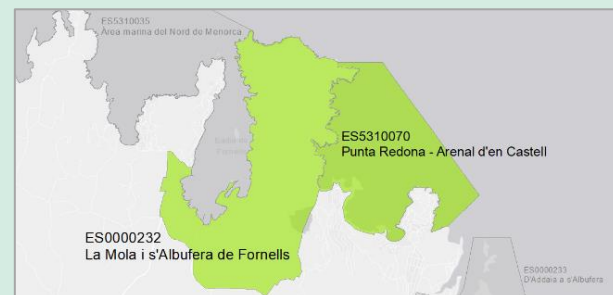 ES5310035
Àrea marina del Nord de Menorca
ES5310070
Punta Redona - Arenal d'en Castell
ES0000232
La Mola i s'Albufera de Fornells
ES0000233
D'Addaia a s'Albufera